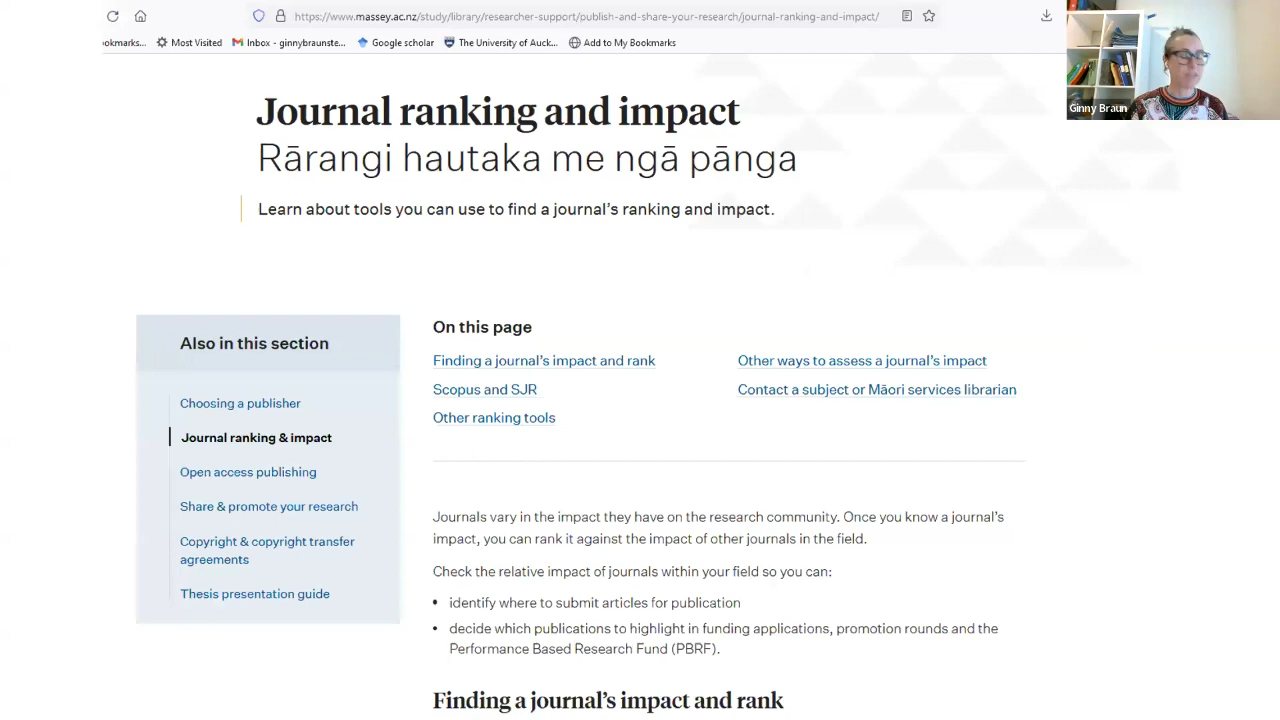 https://www.massey.ac.nz/study/library/researcher-support/publish-and-share-your-research/journal-ranking-and-impact/
ookmarks... Most Visited Inbox - ginnybraunste... Google scholar The University of Auck... Add to My Bookmarks
Ginny Braun
Journal ranking and impact
Rārangi hautaka me ngā pānga
Learn about tools you can use to find a journal's ranking and impact.
Also in this section
Choosing a publisher
Journal ranking & impact
Open access publishing
Share & promote your research
Copyright & copyright transfer
agreements
Thesis presentation guide
On this page
Finding a journal's impact and rank
Scopus and SJR
Other ranking tools
Other ways to assess a journal's impact
Contact a subject or Māori services librarian
Journals vary in the impact they have on the research community. Once you know a journal's
impact, you can rank it against the impact of other journals in the field.
Check the relative impact of journals within your field so you can:
• identify where to submit articles for publication
• decide which publications to highlight in funding applications, promotion rounds and the
Performance Based Research Fund (PBRF).
Finding a journal's impact and rank